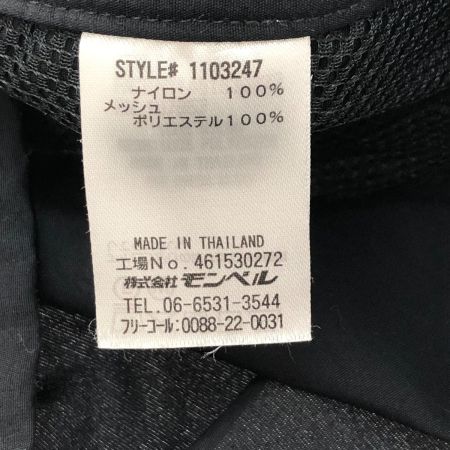 STYLE# 1103247
ナイロン 100%
メッシュ
ポリエステル100%
MADE IN THAILAND
工場No. 461530272
株式会社 モンベル
TEL. 06-6531-3544
フリーコール:0088-22-0031